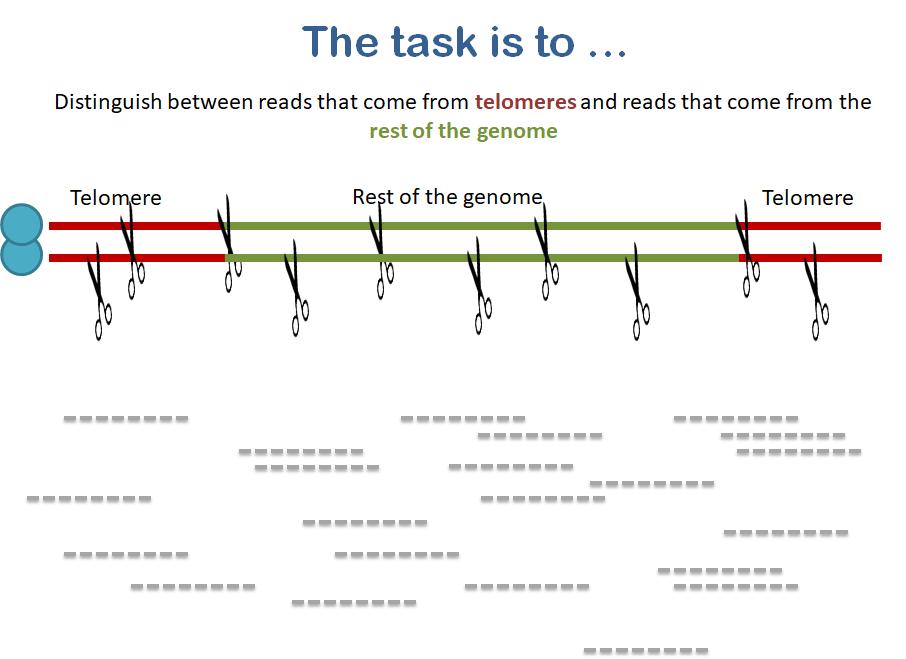 The task is to ...
Distinguish between reads that come from telomeres and reads that come from the
rest of the genome
Telomere Rest of the genome Telomere